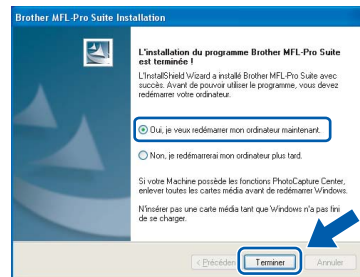 Brother MFL-Pro Suite Installation
L'installation du programme Brother MFL-Pro Suite
est terminée !
L'InstallShield Wizard a installé Brother MFL-Pro Suite avec
succès. Avant de pouvoir utiliser le programme, vous devez
redémarrer votre ordinateur.
Oui, je veux redémarrer mon ordinateur maintenant.
Non, je redémarrerai mon ordinateur plus tard.
Si votre Machine possède les fonctions PhotoCapture Center,
enlever toutes les cartes média avant de redémarrer Windows.
N'insérer pas une carte média tant que Windows n'a pas fini
de se charger.
< Précéden
Terminer
Annuler